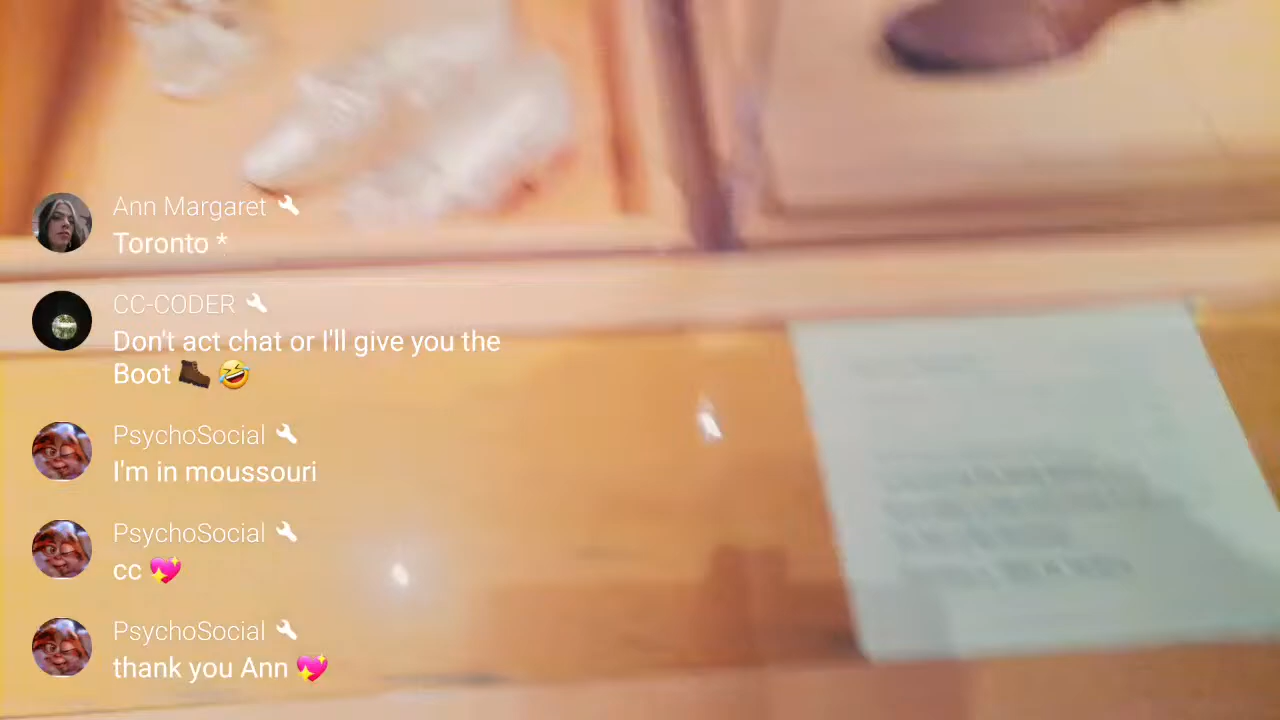 Ann Margaret
Toronto *
CC-CODER
Don't act chat or I'll give you the
Boot 🥾 🤣
PsychoSocial
I'm in moussouri
PsychoSocial
cc 💖
PsychoSocial
thank you Ann 💖